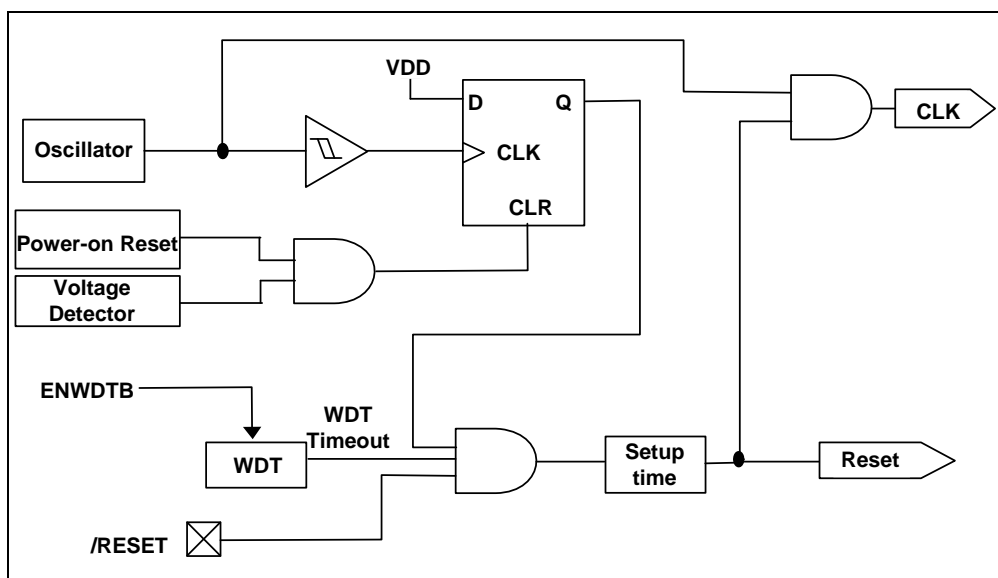 VDD
D
Q
CLK
Oscillator
CLK
CLR
Power-on Reset
Voltage
Detector
ENWDTB
WDT
Timeout
WDT
Setup
time
Reset
/RESET